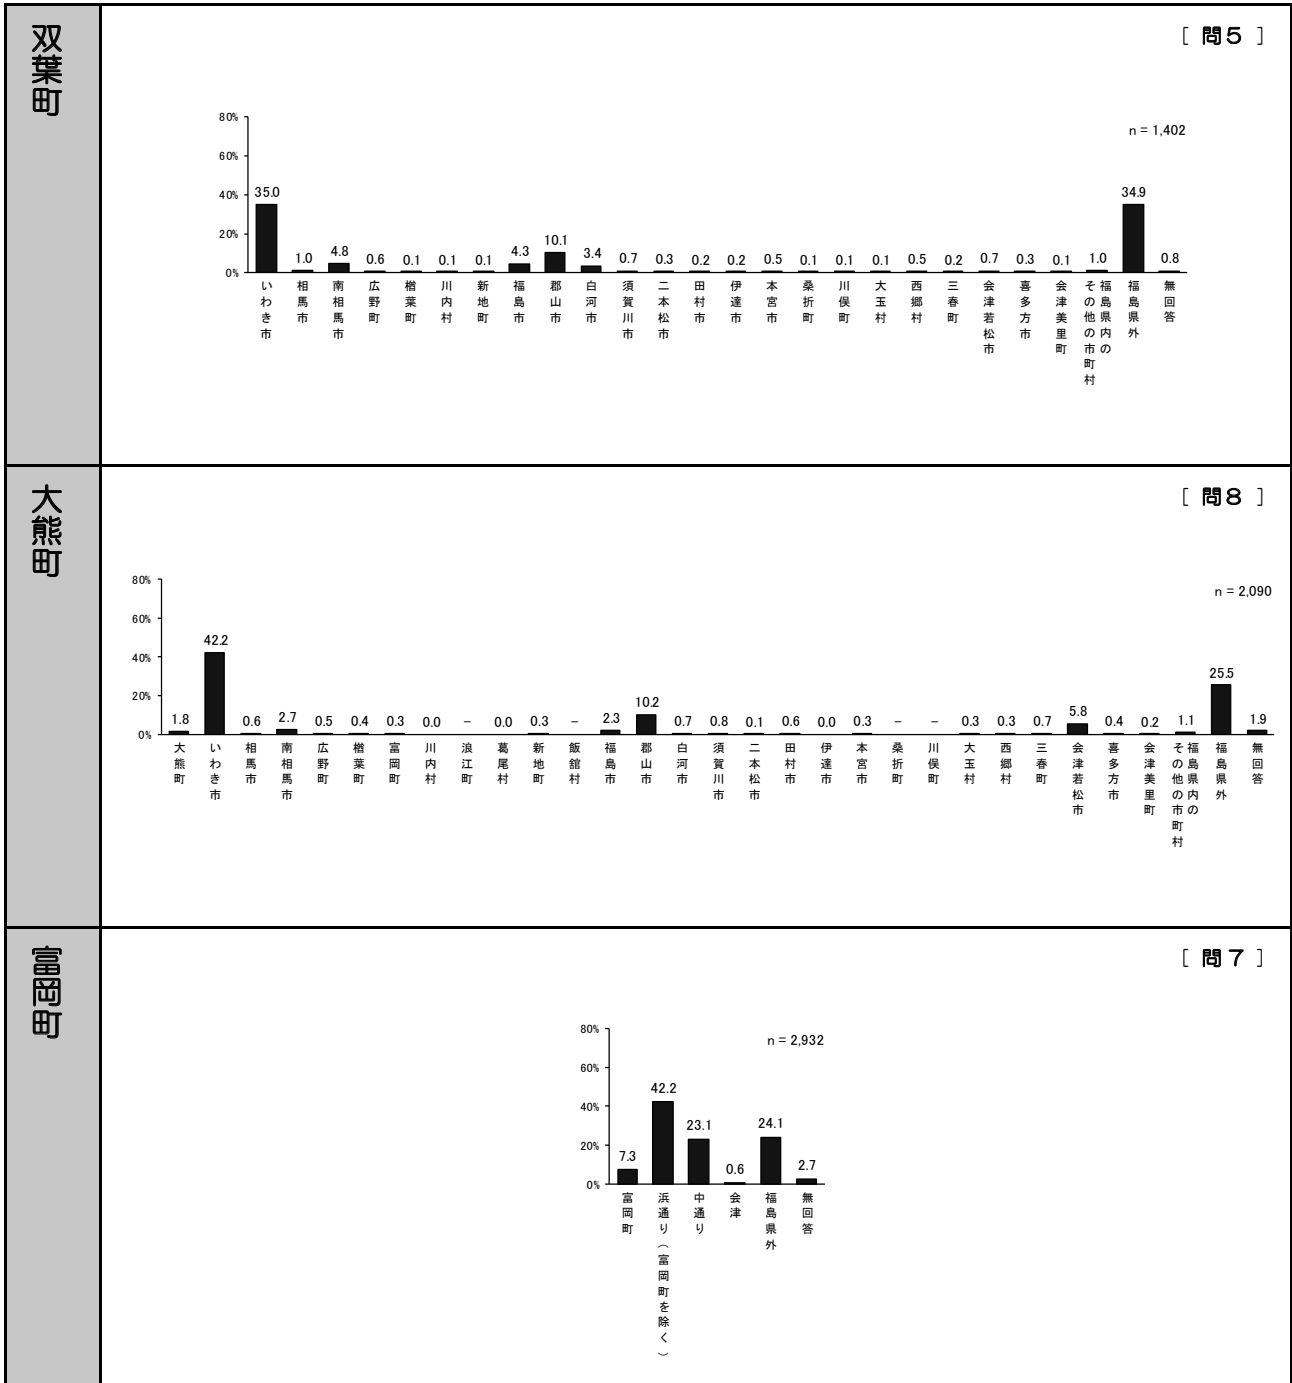 双葉町
［ 問５ ］
n = 1,402
80%
60%
40%
20%
0%
35.0 1.0 4.8 0.6 0.1 0.1 0.1 4.3 10.1 3.4 0.7 0.3 0.2 0.2 0.5 0.1 0.1 0.1 0.5 0.2 0.7 0.3 0.1 1.0 34.9 0.8
いわき市
相馬市
南相馬市
広野町
楢葉町
川内村
新地町
福島市
郡山市
白河市
須賀川市
二本松市
田村市
伊達市
本宮市
桑折町
川俣町
大玉村
西郷村
三春町
会津若松市
喜多方市
会津美里町
福島県内の
その他の市町村
福島県外
無回答
大熊町
［ 問８ ］
n = 2,090
80%
60%
40%
20%
0%
1.8 42.2 0.6 2.7 0.5 0.4 0.3 0.0 － 0.0 0.3 － 2.3 10.2 0.7 0.8 0.1 0.6 0.0 0.3 － － 0.3 0.3 0.7 5.8 0.4 0.2 1.1 25.5 1.9
大熊町
いわき市
相馬市
南相馬市
広野町
楢葉町
富岡町
川内村
浪江町
葛尾村
新地町
飯舘村
福島市
郡山市
白河市
須賀川市
二本松市
田村市
伊達市
本宮市
桑折町
川俣町
大玉村
西郷村
三春町
会津若松市
喜多方市
会津美里町
福島県内の
その他の市町村
福島県外
無回答
富岡町
［ 問７ ］
n = 2,932
80%
60%
40%
20%
0%
7.3 42.2 23.1 0.6 24.1 2.7
富岡町
浜通り（富岡町を除く）
中通り
会津
福島県外
無回答